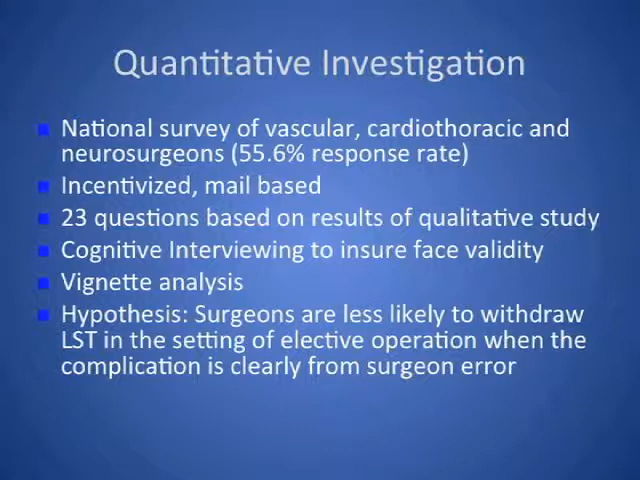 Quantitative Investigation
National survey of vascular, cardiothoracic and
neurosurgeons (55.6% response rate)
Incentivized, mail based
23 questions based on results of qualitative study
Cognitive Interviewing to insure face validity
Vignette analysis
Hypothesis: Surgeons are less likely to withdraw
LST in the setting of elective operation when the
complication is clearly from surgeon error